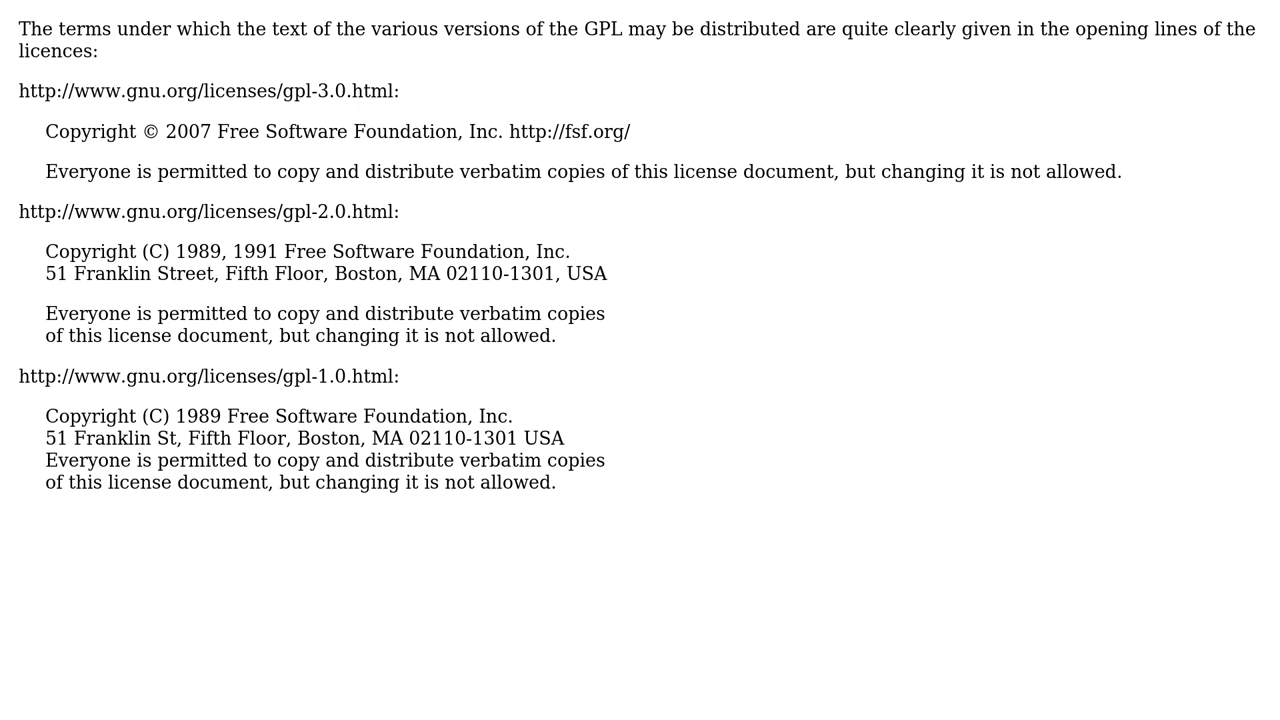 The terms under which the text of the various versions of the GPL may be distributed are quite clearly given in the opening lines of the
licences:
http://www.gnu.org/licenses/gpl-3.0.html:
Copyright © 2007 Free Software Foundation, Inc. http://fsf.org/
Everyone is permitted to copy and distribute verbatim copies of this license document, but changing it is not allowed.
http://www.gnu.org/licenses/gpl-2.0.html:
Copyright (C) 1989, 1991 Free Software Foundation, Inc.
51 Franklin Street, Fifth Floor, Boston, MA 02110-1301, USA
Everyone is permitted to copy and distribute verbatim copies
of this license document, but changing it is not allowed.
http://www.gnu.org/licenses/gpl-1.0.html:
Copyright (C) 1989 Free Software Foundation, Inc.
51 Franklin St, Fifth Floor, Boston, MA 02110-1301 USA
Everyone is permitted to copy and distribute verbatim copies
of this license document, but changing it is not allowed.